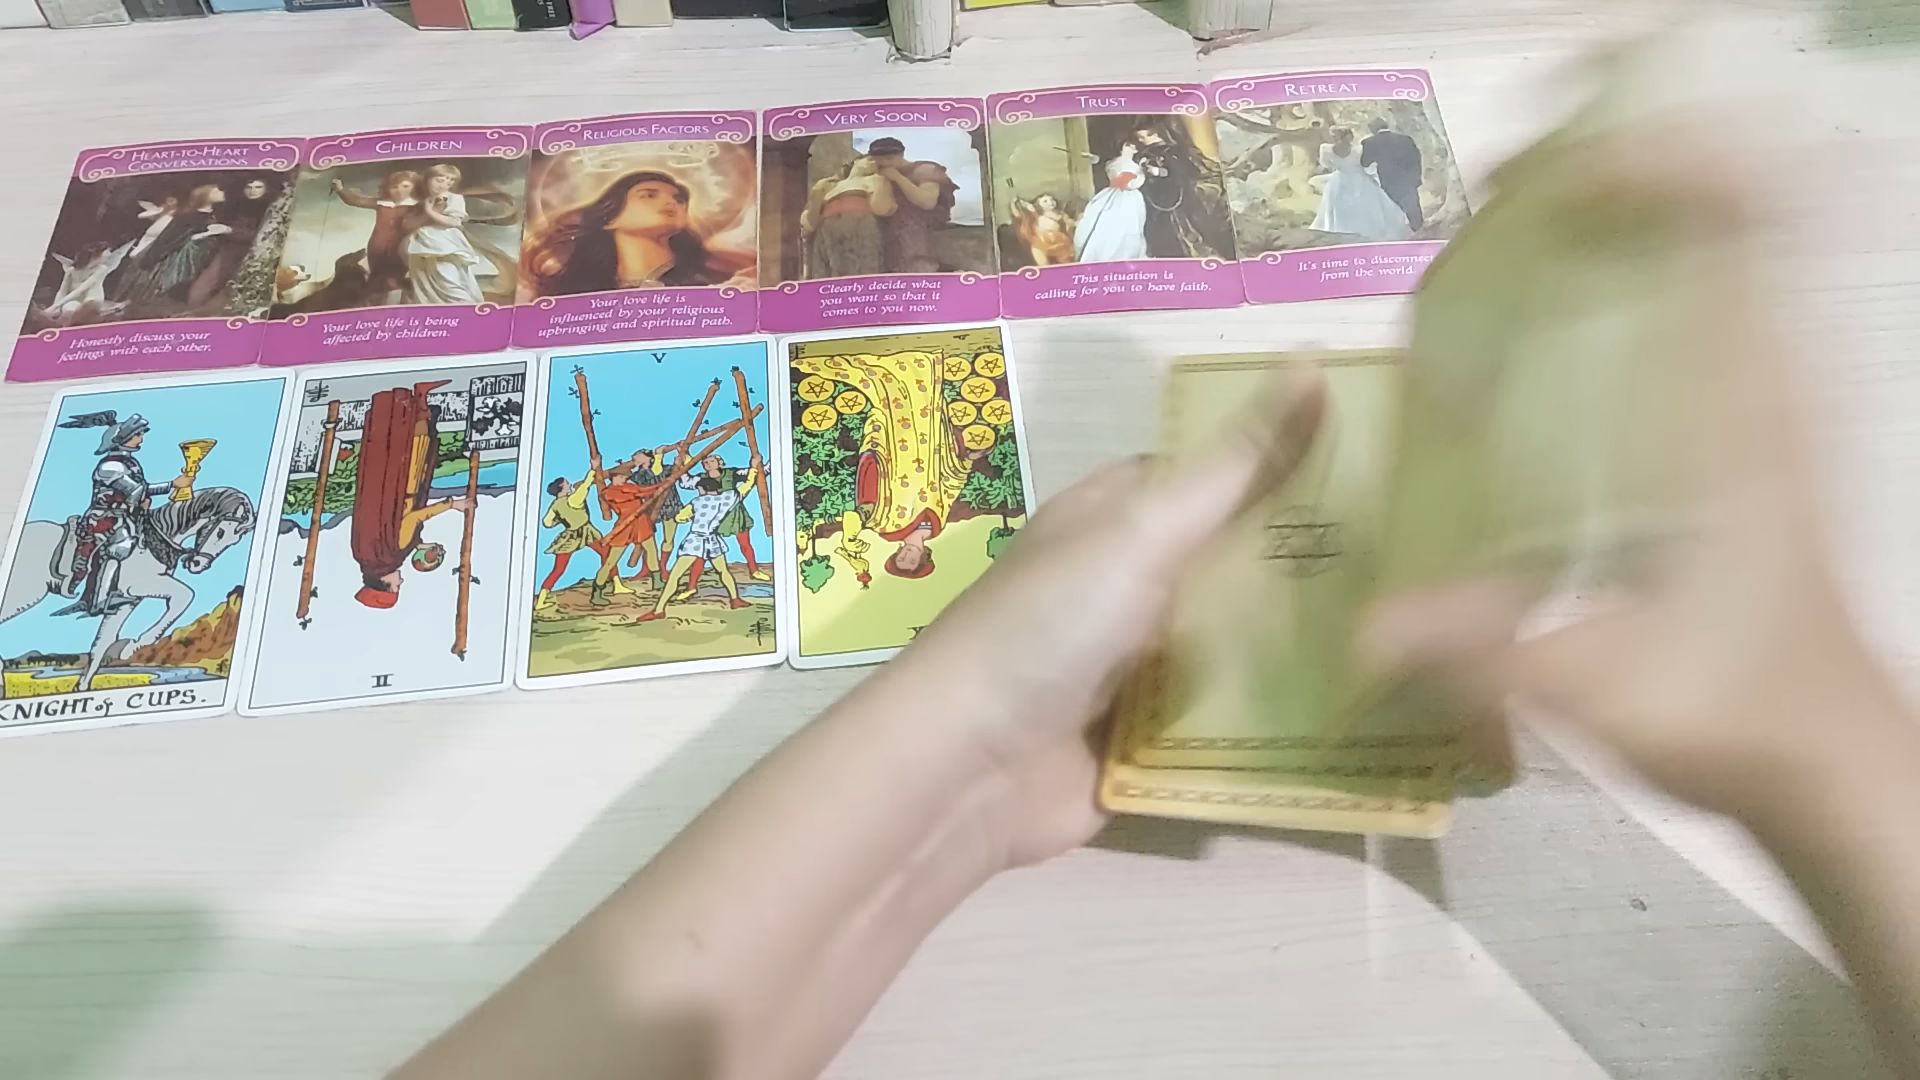 HEART-TO-HEART
CONVERSATIONS
Honestly discuss your
feelings with each other.
CHILDREN
Your love life is being
affected by children.
RELIGIOUS FACTORS
Your love life is
influenced by your religious
upbringing and spiritual path.
VERY SOON
Clearly decide what
you want so that it
comes to you now.
TRUST
This situation is
calling for you to have faith.
RETREAT
It's time to disconnect
from the world.
KNIGHT of CUPS.
II
V